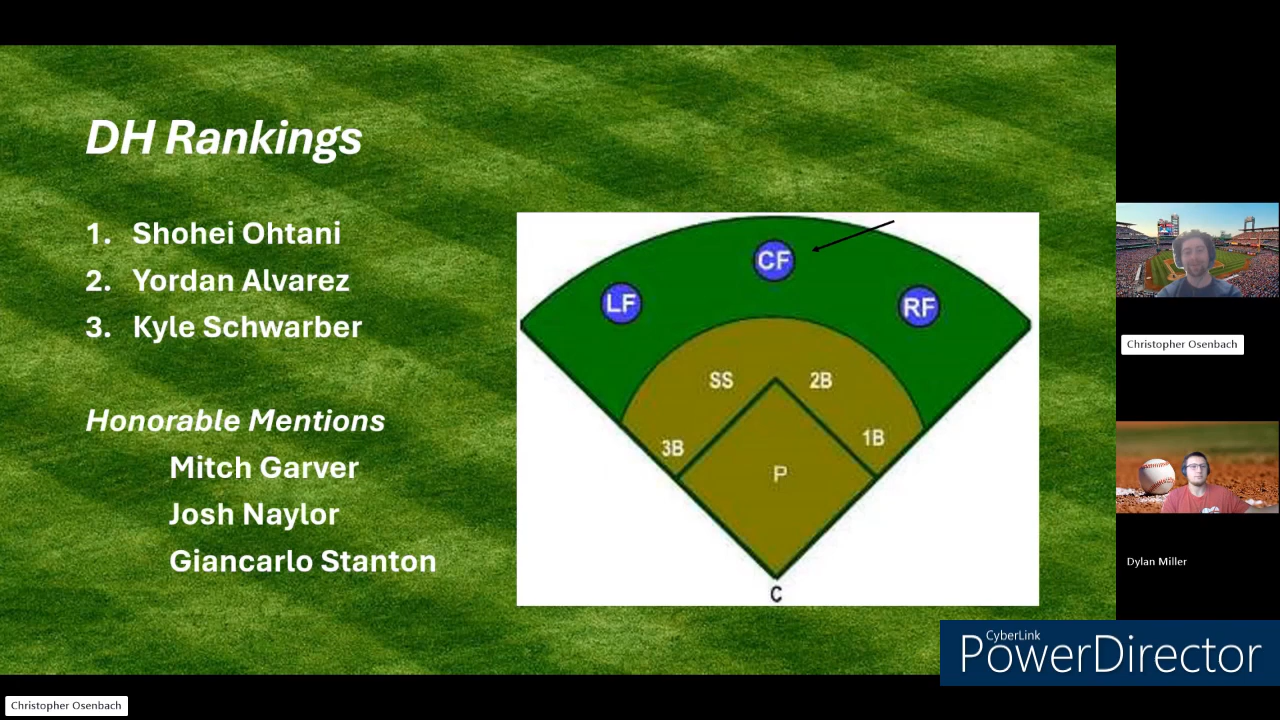 DH Rankings
1. Shohei Ohtani
2. Yordan Alvarez
3. Kyle Schwarber
Honorable Mentions
Mitch Garver
Josh Naylor
Giancarlo Stanton
CF
LF
RF
SS
2B
3B
1B
P
C
Christopher Osenbach
Dylan Miller
CyberLink
PowerDirector
Christopher Osenbach